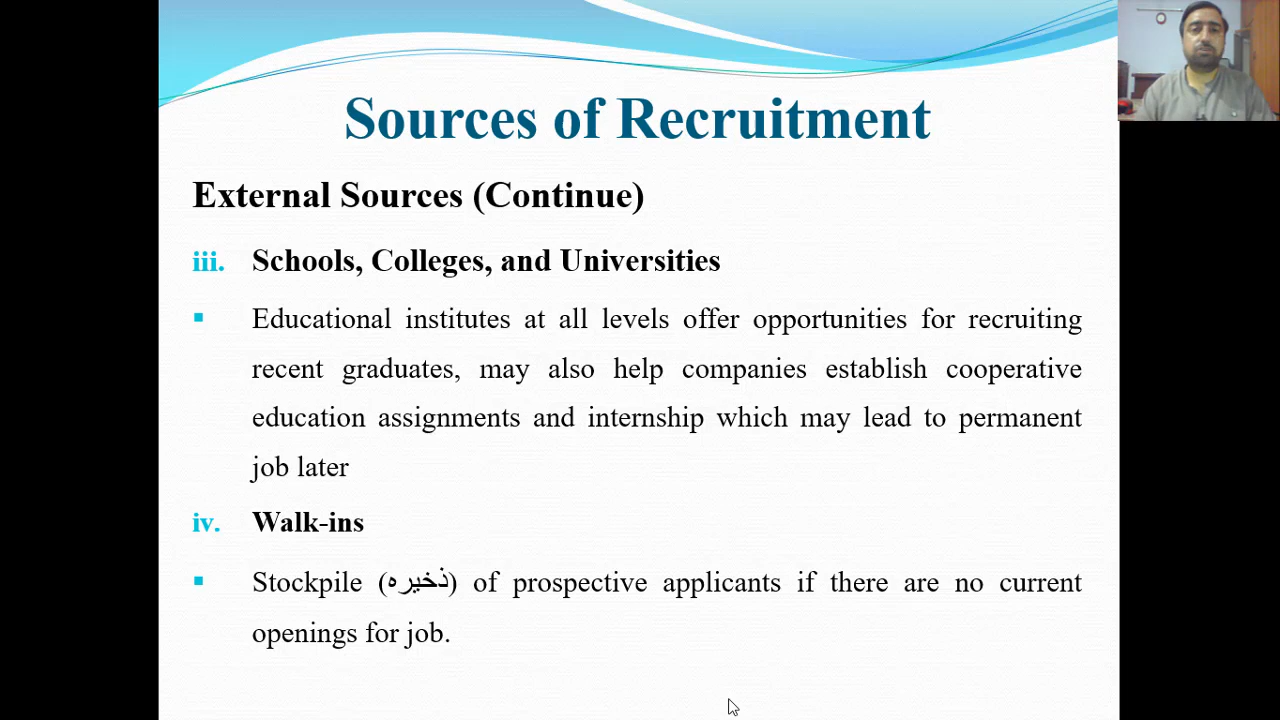 Sources of Recruitment
External Sources (Continue)
iii. Schools, Colleges, and Universities
▪ Educational institutes at all levels offer opportunities for recruiting
recent graduates, may also help companies establish cooperative
education assignments and internship which may lead to permanent
job later
iv. Walk-ins
▪ Stockpile (ذخیره) of prospective applicants if there are no current
openings for job.